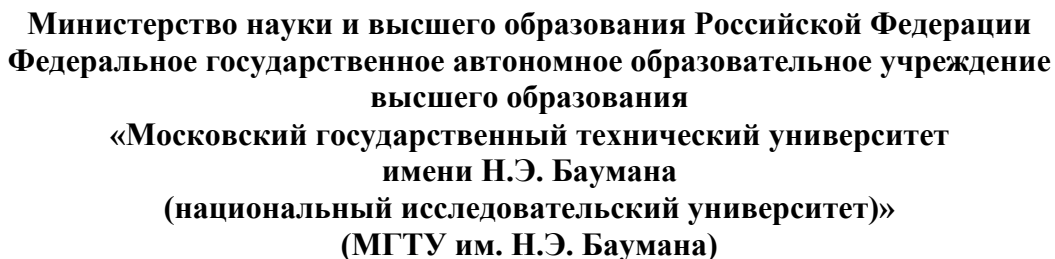 Министерство науки и высшего образования Российской Федерации
Федеральное государственное автономное образовательное учреждение
высшего образования
«Московский государственный технический университет
имени Н.Э. Баумана
(национальный исследовательский университет)»
(МГТУ им. Н.Э. Баумана)